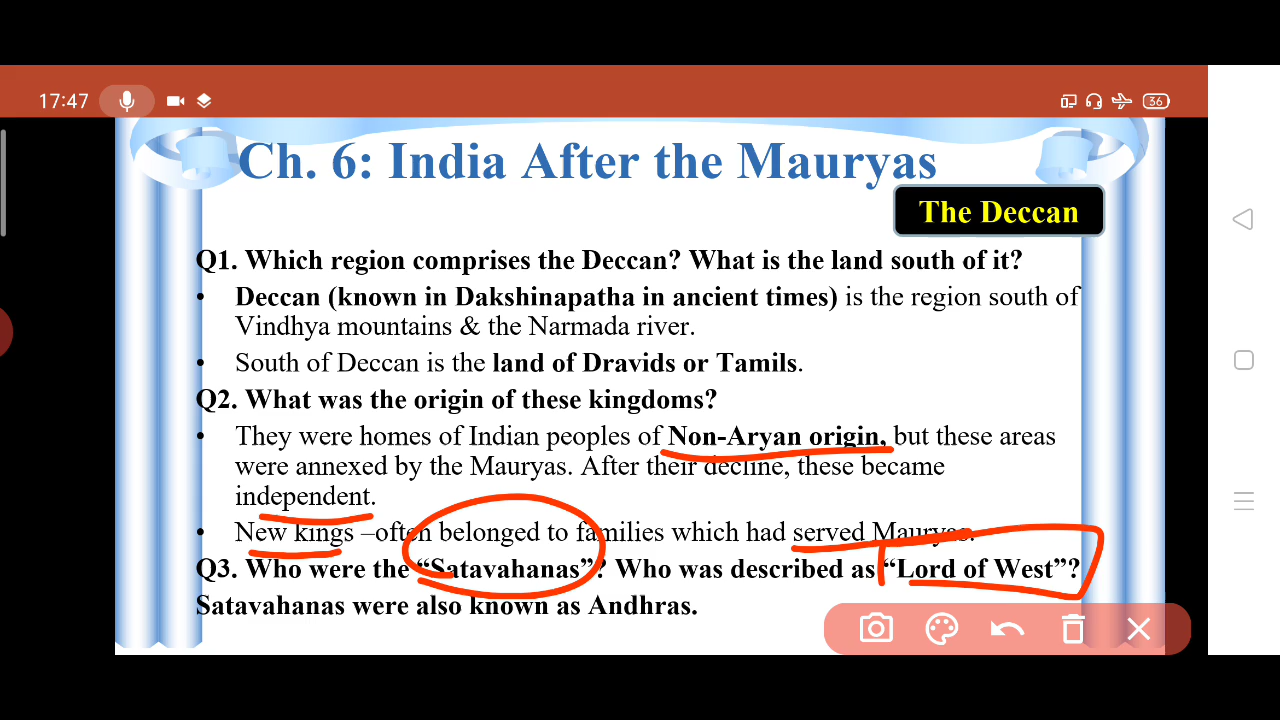 17:47
36
Ch. 6: India After the Mauryas
The Deccan
Q1. Which region comprises the Deccan? What is the land south of it?
• Deccan (known in Dakshinapatha in ancient times) is the region south of
Vindhya mountains & the Narmada river.
• South of Deccan is the land of Dravids or Tamils.
Q2. What was the origin of these kingdoms?
• They were homes of Indian peoples of Non-Aryan origin, but these areas
were annexed by the Mauryas. After their decline, these became
independent.
• New kings –often belonged to families which had served Mauryas.
Q3. Who were the “Satavahanas”? Who was described as “Lord of West”?
Satavahanas were also known as Andhras.